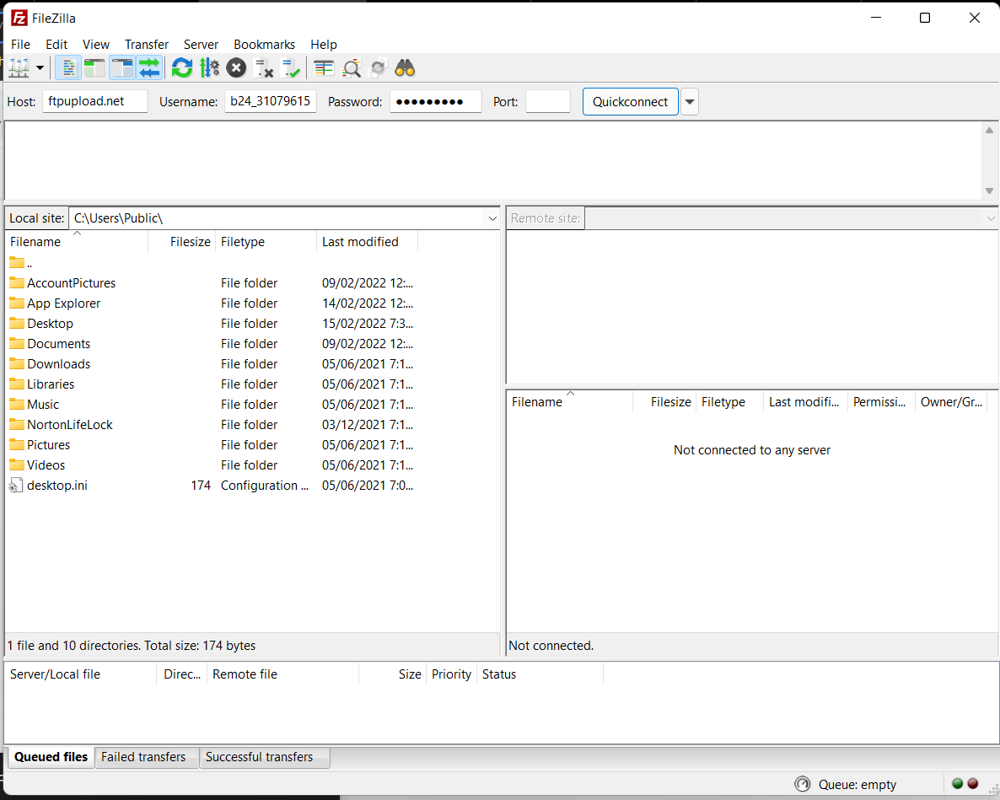 FileZilla
File Edit View Transfer Server Bookmarks Help
Host: ftpupload.net Username: b24_31079615 Password: ●●●●●●●●● Port: Quickconnect
Local site: C:\Users\Public\
Filename Filesize Filetype Last modified
..
AccountPictures File folder 09/02/2022 12:...
App Explorer File folder 14/02/2022 12:...
Desktop File folder 15/02/2022 7:3...
Documents File folder 09/02/2022 12:...
Downloads File folder 05/06/2021 7:1...
Libraries File folder 05/06/2021 7:1...
Music File folder 05/06/2021 7:1...
NortonLifeLock File folder 03/12/2021 7:1...
Pictures File folder 05/06/2021 7:1...
Videos File folder 05/06/2021 7:1...
desktop.ini 174 Configuration ... 05/06/2021 7:0...
1 file and 10 directories. Total size: 174 bytes
Remote site:
Filename Filesize Filetype Last modifi... Permissi... Owner/Gr...
Not connected to any server
Not connected.
Server/Local file Direc... Remote file Size Priority Status
Queued files Failed transfers Successful transfers
Queue: empty